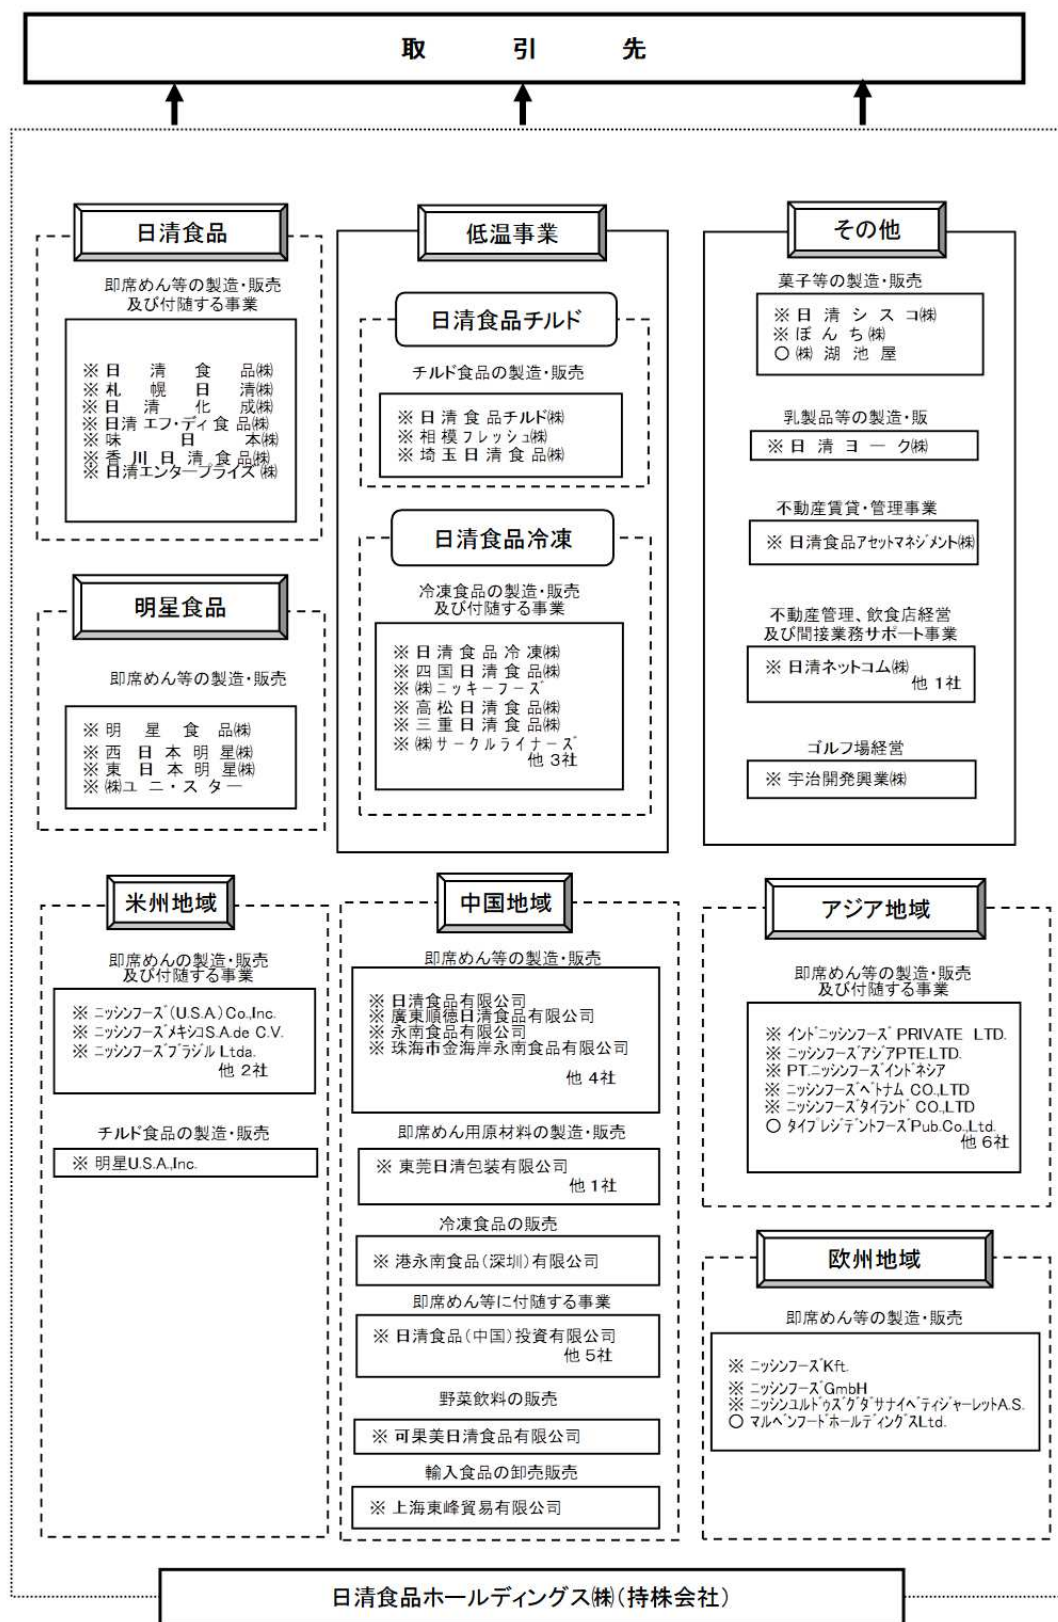 取引先
日清食品
即席めん等の製造・販売
及び付随する事業
※日清食品㈱
※札幌日清㈱
※日清化成㈱
※日清エフ・ディ食品㈱
※味日本㈱
※香川日清食品㈱
※日清エンタープライズ㈱
明星食品
即席めん等の製造・販売
※明星食品㈱
※西日本明星㈱
※東日本明星㈱
※㈱ユニ・スター
低温事業
日清食品チルド
チルド食品の製造・販売
※日清食品チルド㈱
※相模フレッシュ㈱
※埼玉日清食品㈱
日清食品冷凍
冷凍食品の製造・販売
及び付随する事業
※日清食品冷凍㈱
※四国日清食品㈱
※㈱ニッキーフーズ
※高松日清食品㈱
※三重日清食品㈱
※㈱サークルライナーズ
他 3社
その他
菓子等の製造・販売
※日清シスコ㈱
※ぼんち㈱
○㈱湖池屋
乳製品等の製造・販
※日清ヨーク㈱
不動産賃貸・管理事業
※ 日清食品アセットマネジメント㈱
不動産管理、飲食店経営
及び間接業務サポート事業
※ 日清ネットコム㈱
他 1社
ゴルフ場経営
※ 宇治開発興業㈱
米州地域
即席めんの製造・販売
及び付随する事業
※ ニッシンフーズ(U.S.A.)Co.,Inc.
※ ニッシンフーズメキシコS.A.de C.V.
※ ニッシンフーズブラジル Ltda.
他 2社
チルド食品の製造・販売
※ 明星U.S.A.,Inc.
中国地域
即席めん等の製造・販売
※ 日清食品有限公司
※ 廣東順徳日清食品有限公司
※ 永南食品有限公司
※ 珠海市金海岸永南食品有限公司
他 4社
即席めん用原材料の製造・販売
※ 東莞日清包装有限公司
他 1社
冷凍食品の販売
※ 港永南食品(深圳)有限公司
即席めん等に付随する事業
※ 日清食品(中国)投資有限公司
他 5社
野菜飲料の販売
※ 可果美日清食品有限公司
輸入食品の卸売販売
※ 上海東峰貿易有限公司
アジア地域
即席めん等の製造・販売
及び付随する事業
※ インドニッシンフーズ PRIVATE LTD.
※ ニッシンフーズアジアPTE.LTD.
※ PT.ニッシンフーズインドネシア
※ ニッシンフーズベトナム CO.,LTD
※ ニッシンフーズタイランド CO.,LTD
○ タイプレジデントフーズPub.Co.,Ltd.
他 6社
欧州地域
即席めん等の製造・販売
※ ニッシンフーズKft.
※ ニッシンフーズGmbH
※ ニッシンユルドゥズグダサナイベティジャーレットA.S.
○ マルベンフードホールディングスLtd.
日清食品ホールディングス㈱(持株会社)